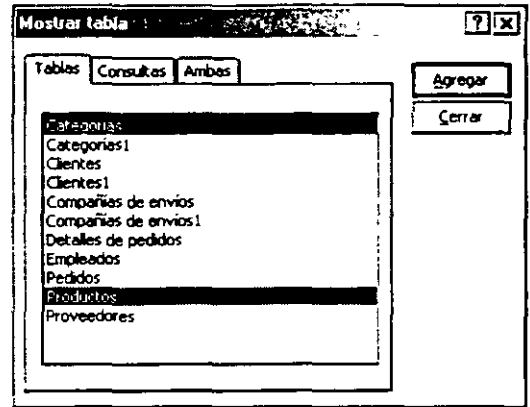 Mostrar tabla
Tablas Consultas Ambas
Agregar
Cerrar
Categorías
Categorías1
Clientes
Clientes1
Compañías de envíos
Compañías de envíos1
Detalles de pedidos
Empleados
Pedidos
Productos
Proveedores